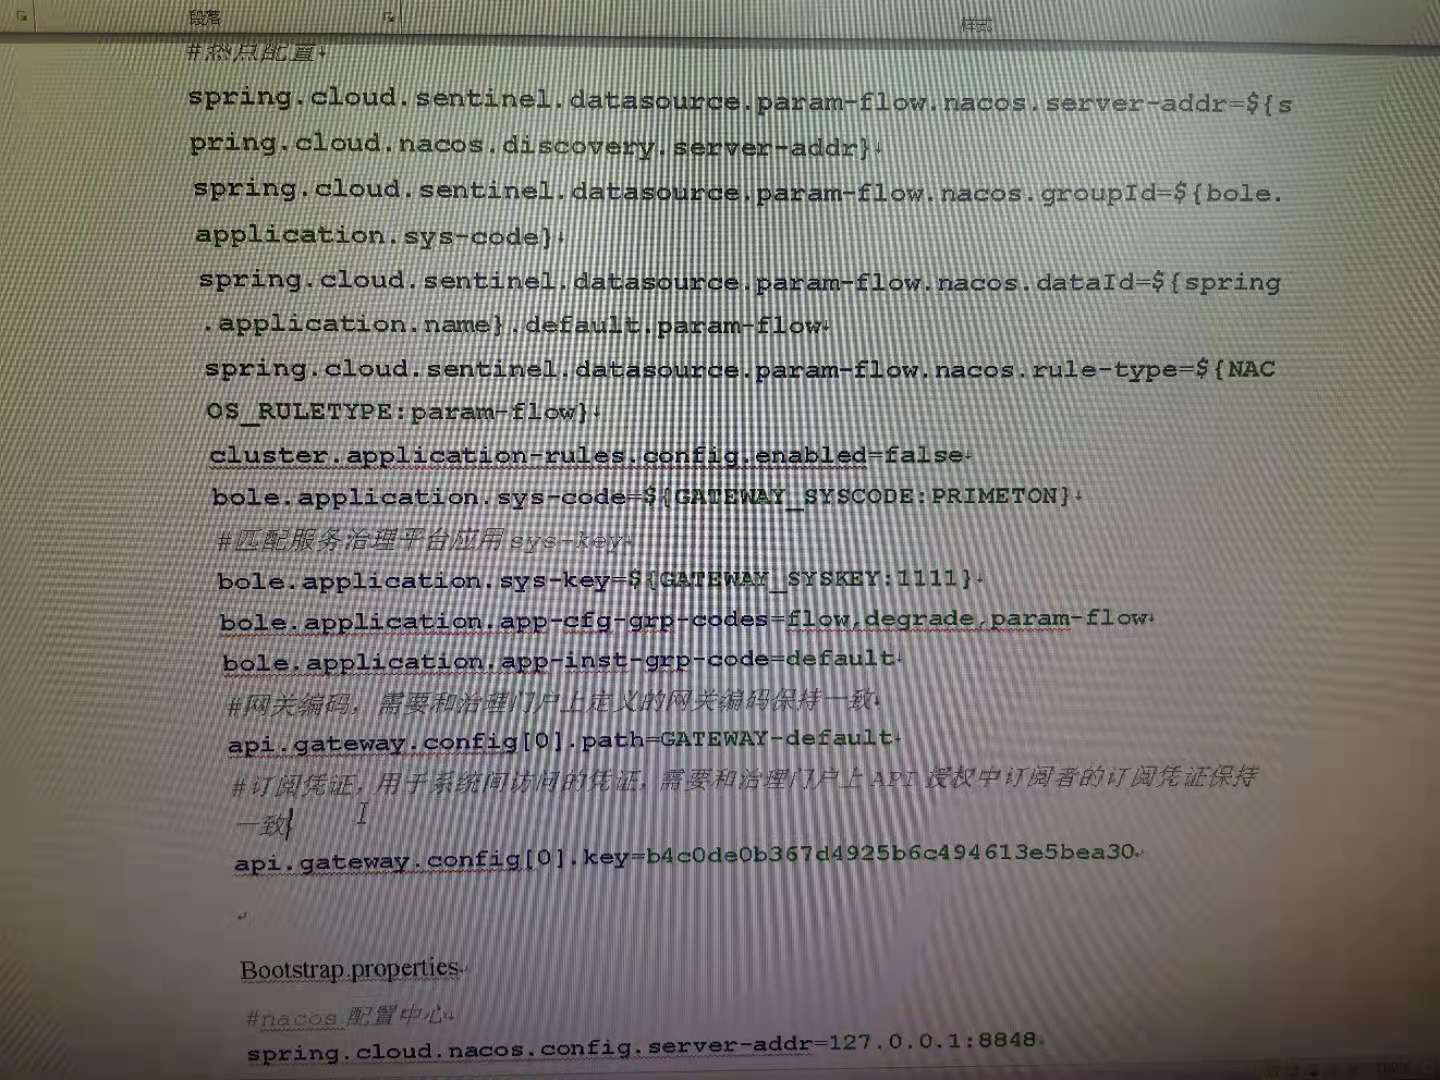 段落
样式
#热点配置
spring.cloud.sentinel.datasource.param-flow.nacos.server-addr=${s
pring.cloud.nacos.discovery.server-addr}
spring.cloud.sentinel.datasource.param-flow.nacos.groupId=${bole.
application.sys-code}
spring.cloud.sentinel.datasource.param-flow.nacos.dataId=${spring
.application.name}.default.param-flow
spring.cloud.sentinel.datasource.param-flow.nacos.rule-type=${NAC
OS_RULETYPE:param-flow}
cluster.application-rules.config.enabled=false
bole.application.sys-code=${GATEWAY_SYSCODE:PRIMETON}
#匹配服务治理平台应用 sys-key
bole.application.sys-key=${GATEWAY_SYSKEY:1111}
bole.application.app-cfg-grp-codes=flow,degrade,param-flow
bole.application.app-inst-grp-code=default
#网关编码，需要和治理门户上定义的网关编码保持一致
api.gateway.config[0].path=GATEWAY-default
#订阅凭证，用于系统间访问的凭证，需要和治理门户上 API 授权中订阅者的订阅凭证保持
一致
api.gateway.config[0].key=b4c0de0b367d4925b6c494613e5bea30
Bootstrap.properties
#nacos 配置中心
spring.cloud.nacos.config.server-addr=127.0.0.1:8848